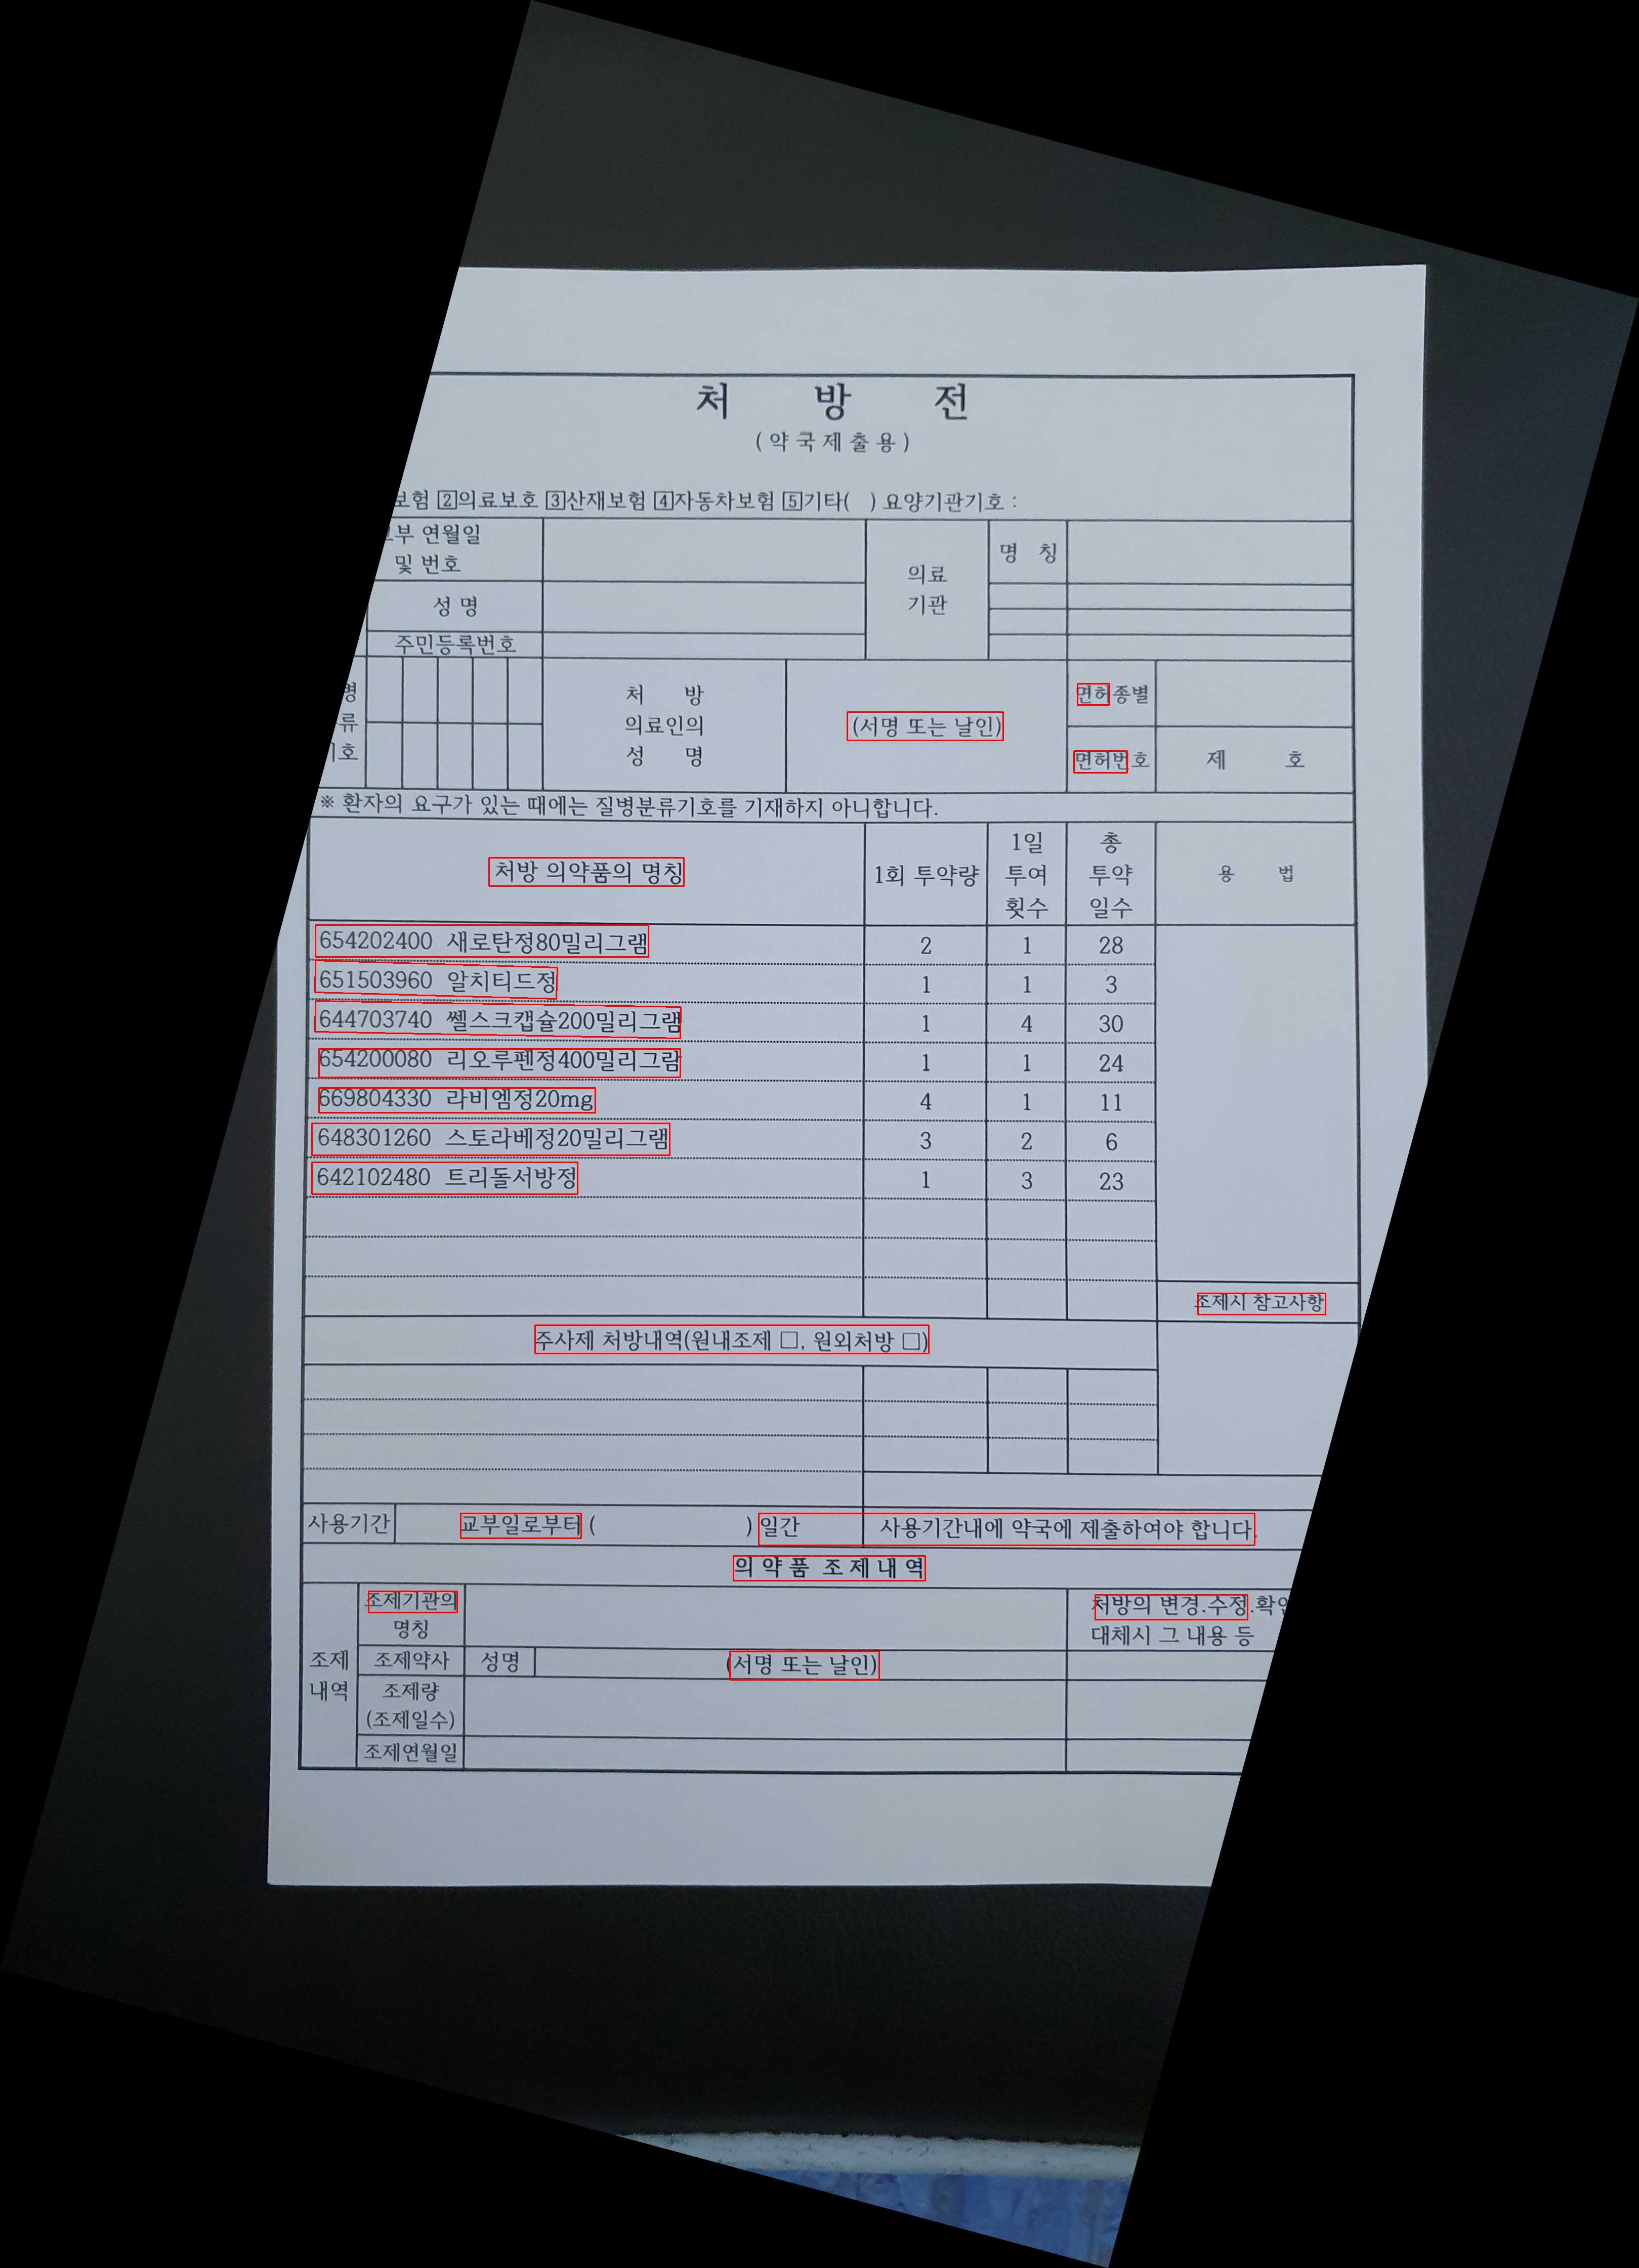 처 방 전
(약국제출용)
보험 2의료보호 3산재보험 4자동차보험 5기타( ) 요양기관기호 :
부 연월일
및 번호
의료
기관
명 칭
성 명
주민등록번호
류
호
처 방
의료인의
성 명
(서명 또는 날인)
면허종별
면허번호
제 호
※ 환자의 요구가 있는 때에는 질병분류기호를 기재하지 아니합니다.
처방 의약품의 명칭
1회 투약량
1일
투여
횟수
총
투약
일수
용 법
654202400 새로탄정80밀리그램 2 1 28
651503960 알치티드정 1 1 3
644703740 쎌스크캡슐200밀리그램 1 4 30
654200080 리오루펜정400밀리그람 1 1 24
669804330 라비엠정20mg 4 1 11
648301260 스토라베정20밀리그램 3 2 6
642102480 트리돌서방정 1 3 23
조제시 참고사항
주사제 처방내역(원내조제 □, 원외처방 □)
사용기간 교부일로부터 ( ) 일간 사용기간내에 약국에 제출하여야 합니다.
의 약 품 조 제 내 역
조제
내역
조제기관의
명칭
처방의 변경.수정.확
대체시 그 내용 등
조제약사 성명 (서명 또는 날인)
조제량
(조제일수)
조제연월일